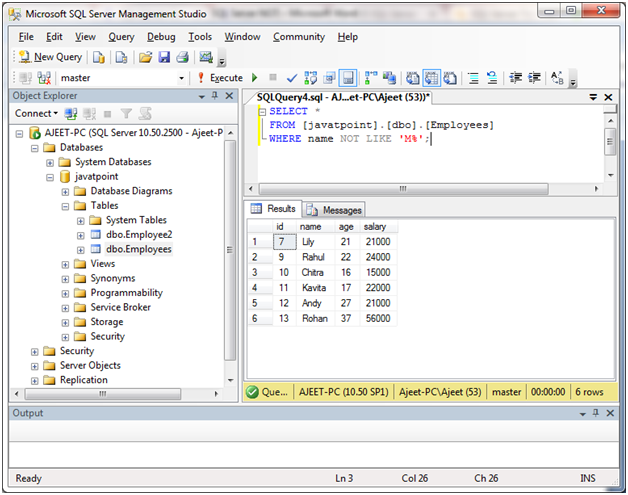 Microsoft SQL Server Management Studio
File Edit View Query Debug Tools Window Community Help
New Query
master Execute
Object Explorer
Connect
AJEET-PC (SQL Server 10.50.2500 - Ajeet-P
Databases
System Databases
javatpoint
Database Diagrams
Tables
System Tables
dbo.Employee2
dbo.Employees
Views
Synonyms
Programmability
Service Broker
Storage
Security
Security
Server Objects
Replication
SQLQuery4.sql - AJ...et-PC\Ajeet (53))*
SELECT *
FROM [javatpoint].[dbo].[Employees]
WHERE name NOT LIKE 'M%';
Results Messages
id name age salary
1 7 Lily 21 21000
2 9 Rahul 22 24000
3 10 Chitra 16 15000
4 11 Kavita 17 22000
5 12 Andy 27 21000
6 13 Rohan 37 56000
Que... AJEET-PC (10.50 SP1) Ajeet-PC\Ajeet (53) master 00:00:00 6 rows
Output
Ready Ln 3 Col 26 Ch 26 INS